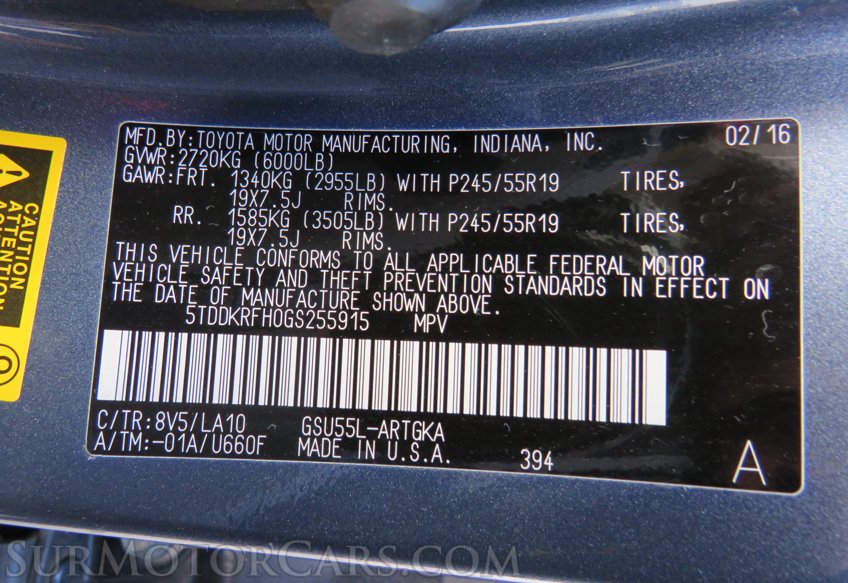 MFD.BY:TOYOTA MOTOR MANUFACTURING, INDIANA, INC. 02/16
GVWR:2720KG (6000LB)
GAWR:FRT. 1340KG (2955LB) WITH P245/55R19 TIRES,
19X7.5J RIMS.
RR. 1585KG (3505LB) WITH P245/55R19 TIRES,
19X7.5J RIMS.
THIS VEHICLE CONFORMS TO ALL APPLICABLE FEDERAL MOTOR
VEHICLE SAFETY AND THEFT PREVENTION STANDARDS IN EFFECT ON
THE DATE OF MANUFACTURE SHOWN ABOVE.
5TDDKRFH0GS255915 MPV
C/TR:8V5/LA10 GSU55L-ARTGKA
A/TM:-01A/U660F MADE IN U.S.A. 394 A
CAUTION
ATTENTION
SurMotorCars.com